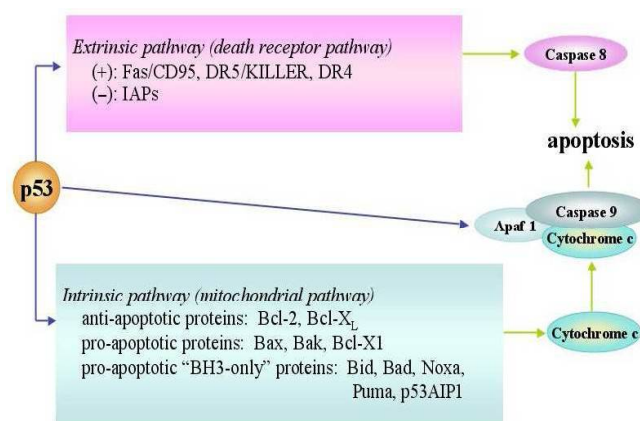 Extrinsic pathway (death receptor pathway)
(+): Fas/CD95, DR5/KILLER, DR4
(–): IAPs
Caspase 8
apoptosis
p53
Caspase 9
Apaf 1
Cytochrome c
Intrinsic pathway (mitochondrial pathway)
anti-apoptotic proteins: Bcl-2, Bcl-XL
pro-apoptotic proteins: Bax, Bak, Bcl-X1
pro-apoptotic “BH3-only” proteins: Bid, Bad, Noxa,
Puma, p53AIP1
Cytochrome c